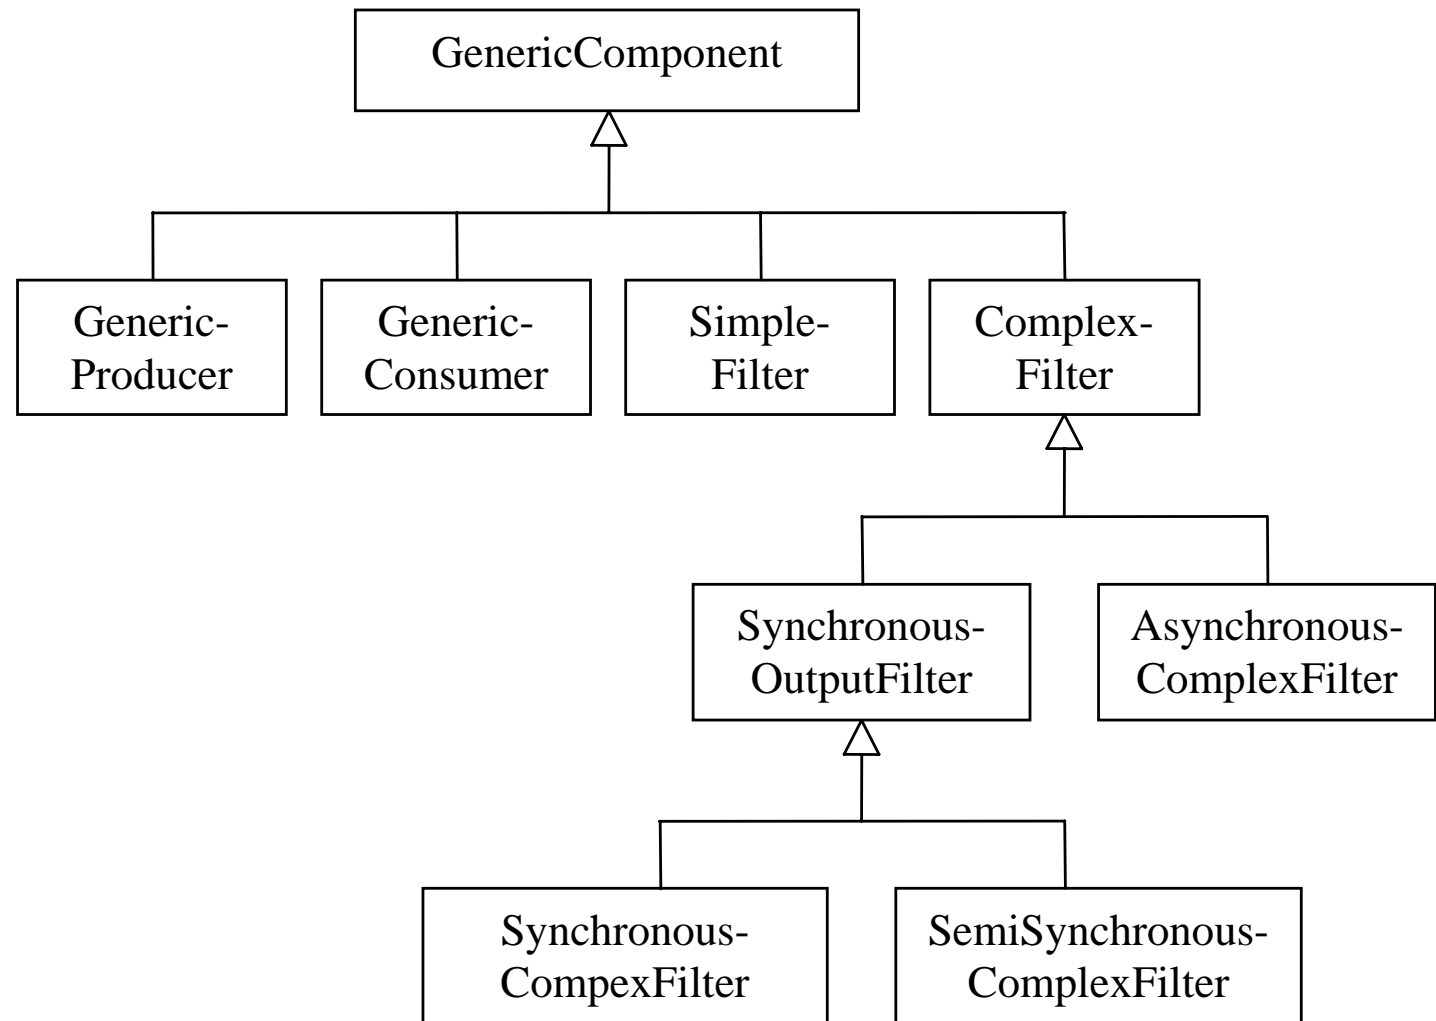 GenericComponent
Generic-
Producer
Generic-
Consumer
Simple-
Filter
Complex-
Filter
Synchronous-
OutputFilter
Asynchronous-
ComplexFilter
Synchronous-
CompexFilter
SemiSynchronous-
ComplexFilter